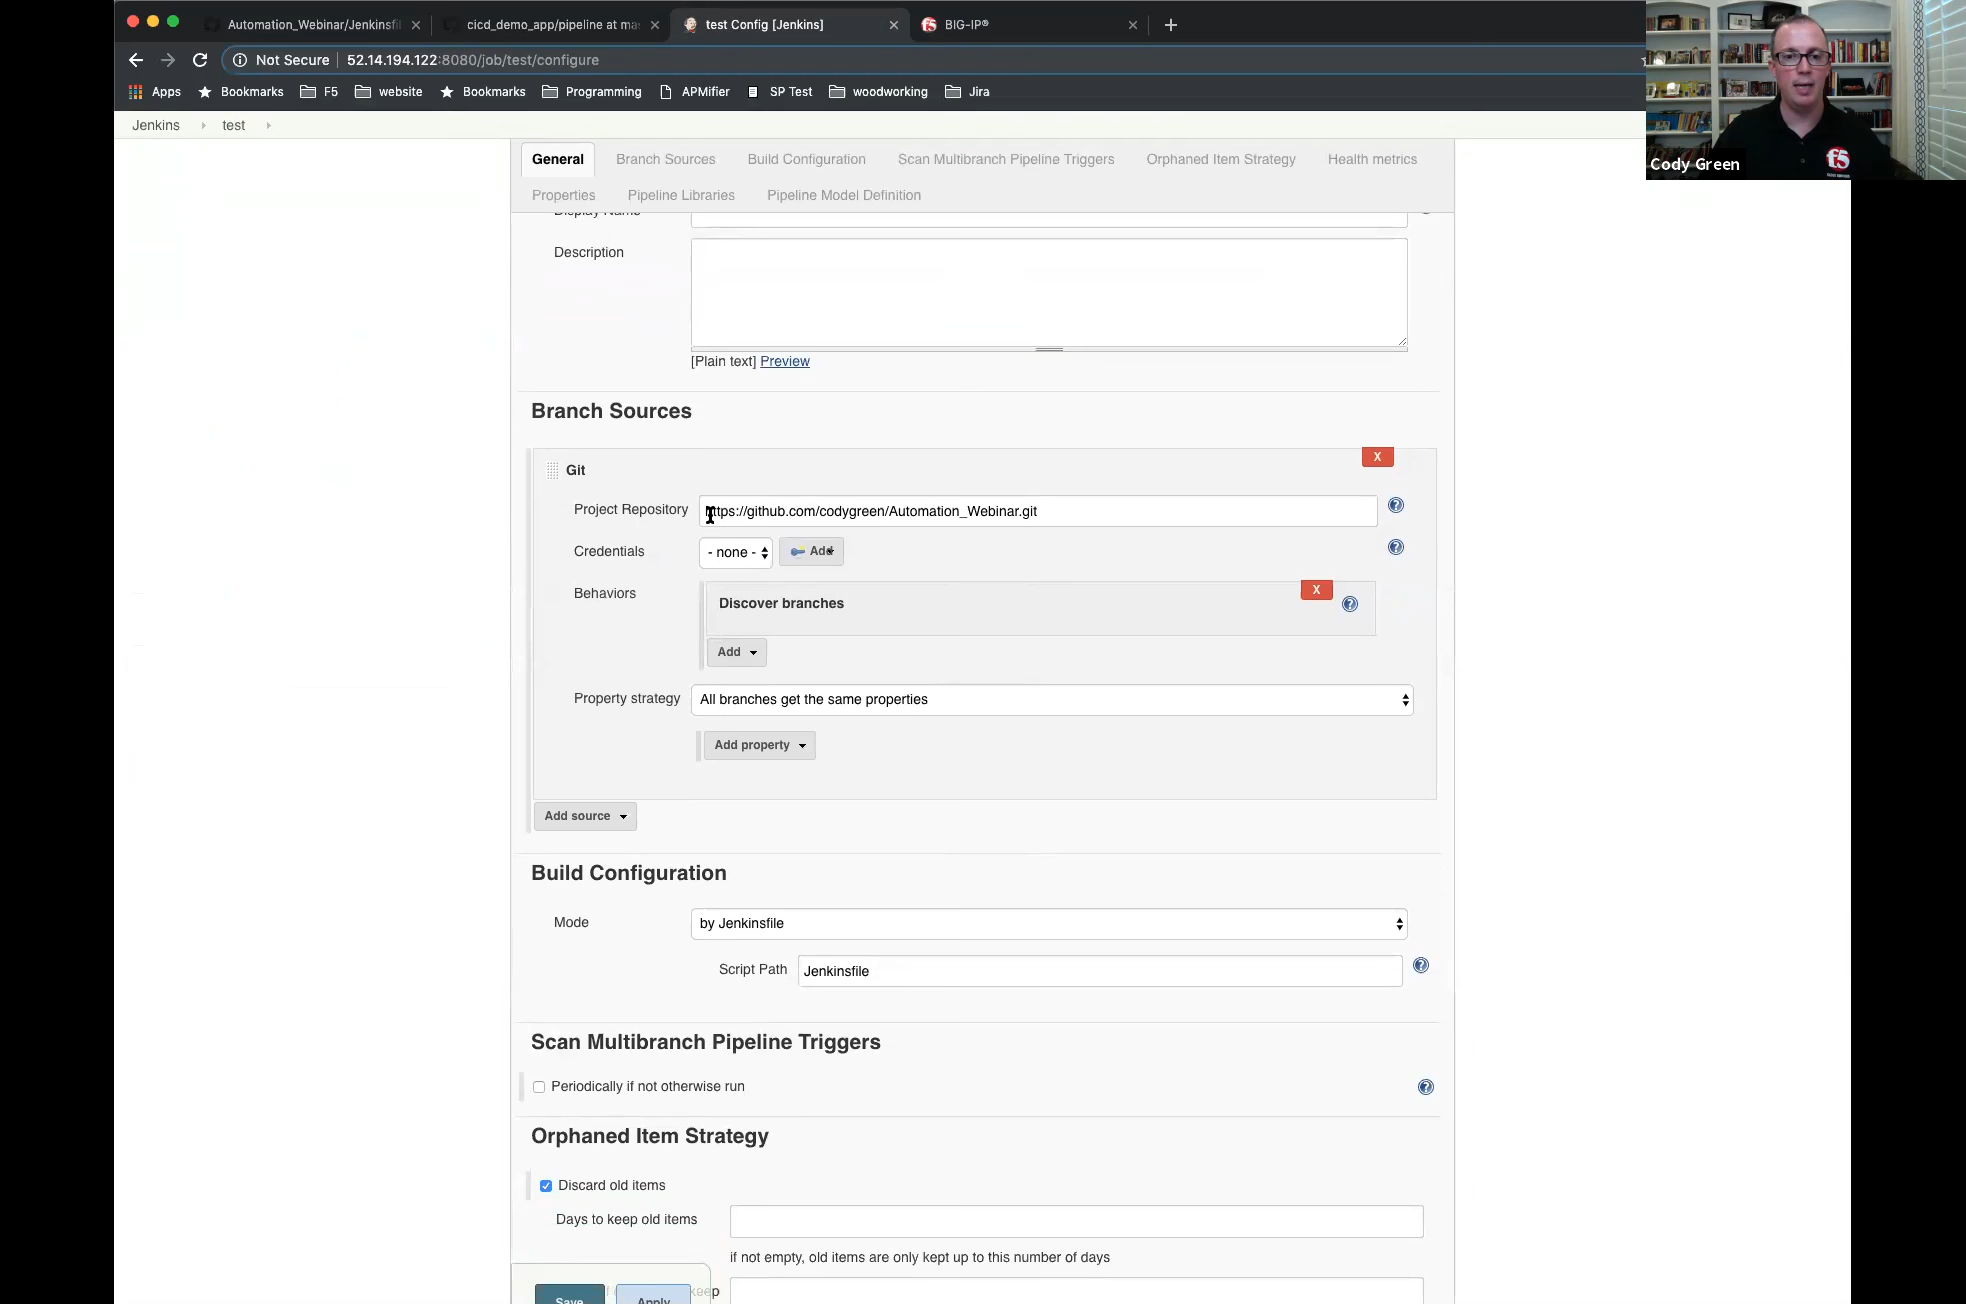 Automation_Webinar/Jenkinsfil
cicd_demo_app/pipeline at mas
test Config [Jenkins]
BIG-IP®
Not Secure
52.14.194.122:8080/job/test/configure
Apps
Bookmarks
F5
website
Bookmarks
Programming
APMifier
SP Test
woodworking
Jira
Cody Green
f5
Jenkins
test
General
Branch Sources
Build Configuration
Scan Multibranch Pipeline Triggers
Orphaned Item Strategy
Health metrics
Properties
Pipeline Libraries
Pipeline Model Definition
Display Name
Description
[Plain text] Preview
Branch Sources
X
Git
Project Repository
https://github.com/codygreen/Automation_Webinar.git
Credentials
- none -
Add
Behaviors
X
Discover branches
Add
Property strategy
All branches get the same properties
Add property
Add source
Build Configuration
Mode
by Jenkinsfile
Script Path
Jenkinsfile
Scan Multibranch Pipeline Triggers
Periodically if not otherwise run
Orphaned Item Strategy
Discard old items
Days to keep old items
if not empty, old items are only kept up to this number of days
keep
Save
Apply